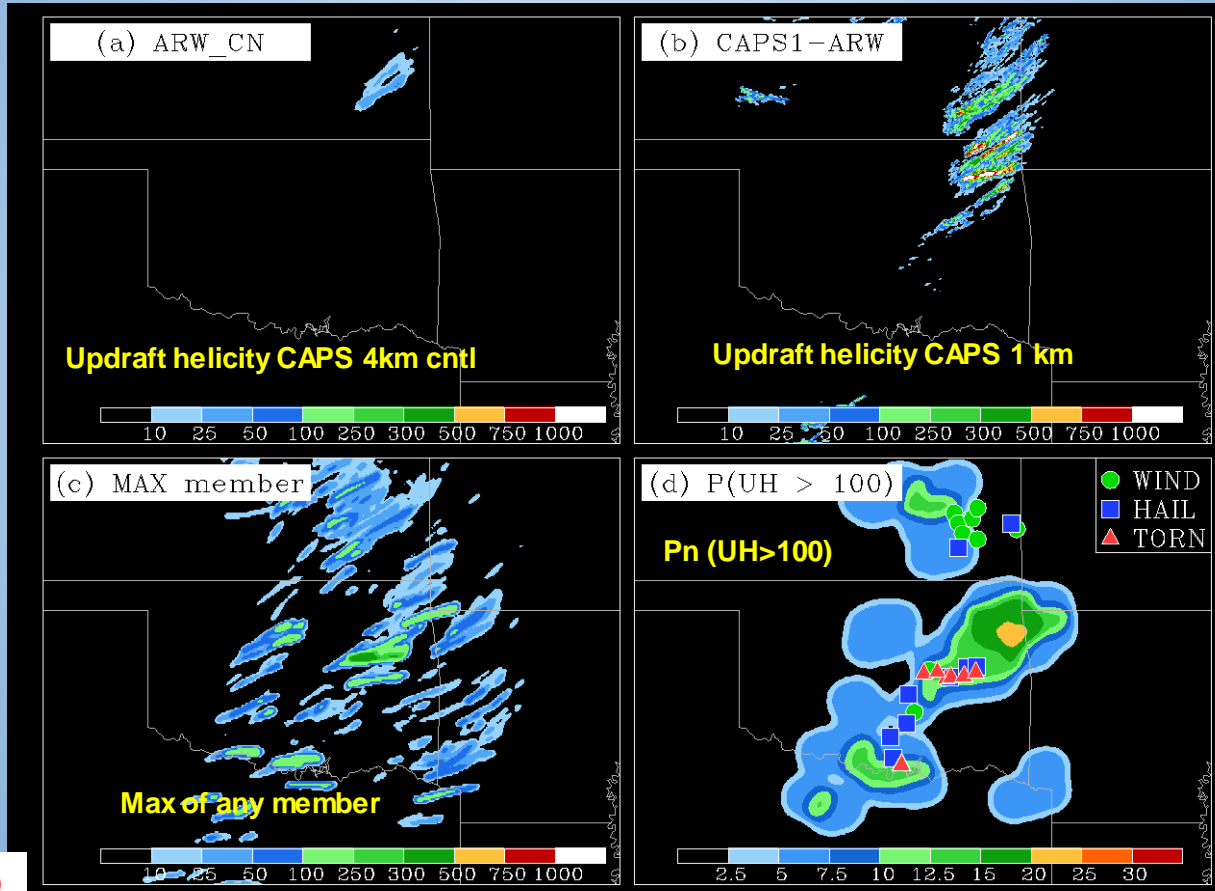 (a) ARW_CN
Updraft helicity CAPS 4km cntl
10 25 50 100 250 300 500 750 1000
(b) CAPS1-ARW
Updraft helicity CAPS 1 km
10 25 50 100 250 300 500 750 1000
(c) MAX member
Max of any member
10 25 50 100 250 300 500 750 1000
(d) P(UH > 100)
WIND
HAIL
TORN
Pn (UH>100)
2.5 5 7.5 10 12.5 15 20 25 30